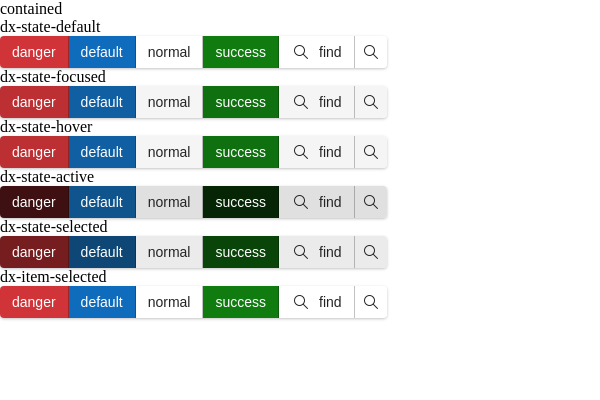 contained
dx-state-default
danger default normal success find
dx-state-focused
danger default normal success find
dx-state-hover
danger default normal success find
dx-state-active
danger default normal success find
dx-state-selected
danger default normal success find
dx-item-selected
danger default normal success find